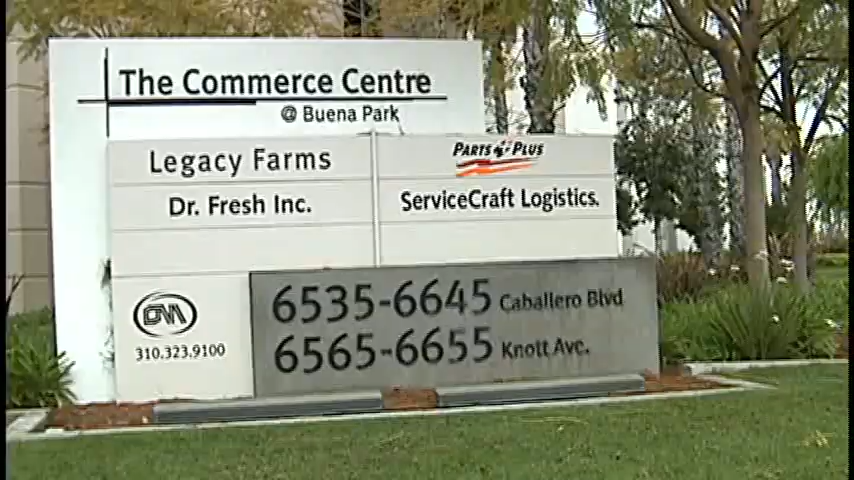 The Commerce Centre
@ Buena Park
Legacy Farms
PARTS PLUS
Dr. Fresh Inc.
ServiceCraft Logistics.
310.323.9100
6535-6645 Caballero Blvd
6565-6655 Knott Ave.